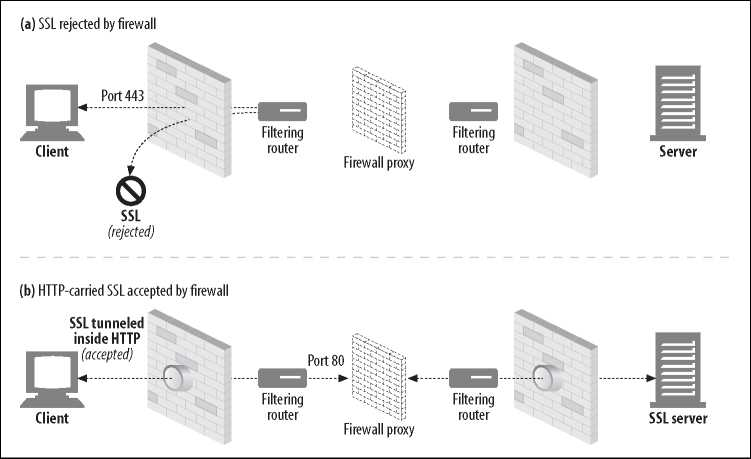 (a) SSL rejected by firewall
Port 443
Client
Filtering
router
Firewall proxy
Filtering
router
Server
SSL
(rejected)
(b) HTTP-carried SSL accepted by firewall
SSL tunneled
inside HTTP
(accepted)
Port 80
Client
Filtering
router
Firewall proxy
Filtering
router
SSL server